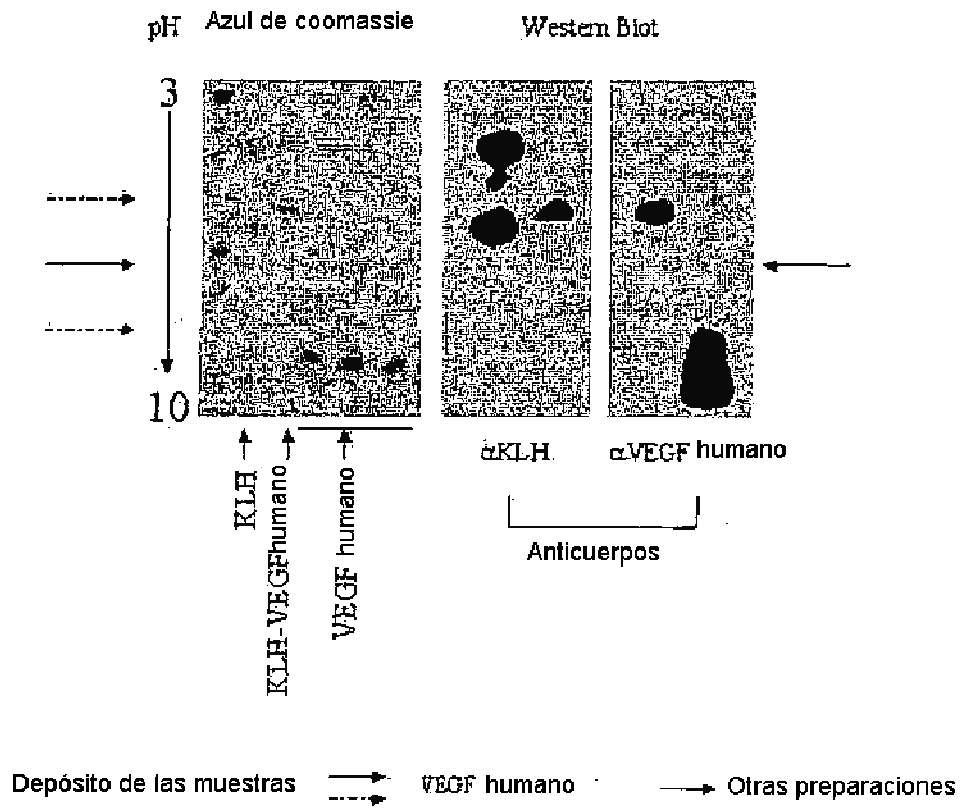 pH
Azul de coomassie
Western Blot
3
10
KLH
KLH-VEGFhumano
VEGF humano
αKLH.
αVEGF humano
Anticuerpos
Depósito de las muestras
VEGF humano
Otras preparaciones